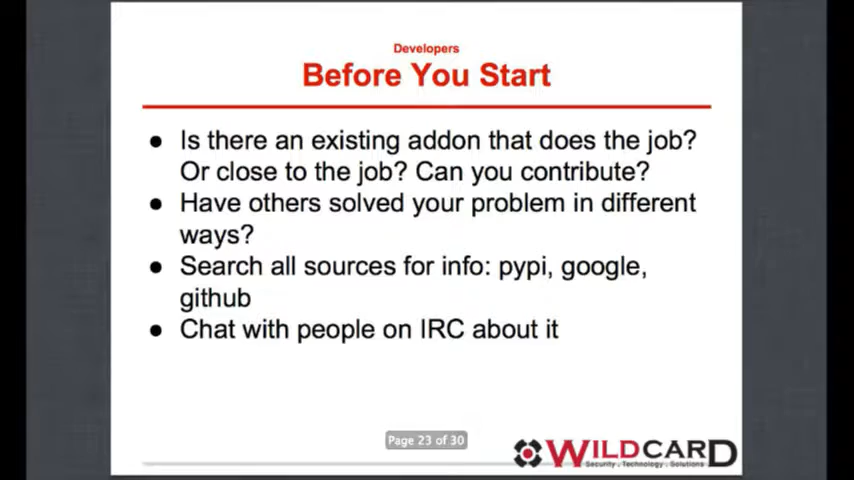 Developers
Before You Start
● Is there an existing addon that does the job?
Or close to the job? Can you contribute?
● Have others solved your problem in different
ways?
● Search all sources for info: pypi, google,
github
● Chat with people on IRC about it
Page 23 of 30
WILDCARD
Security . Technology . Solutions